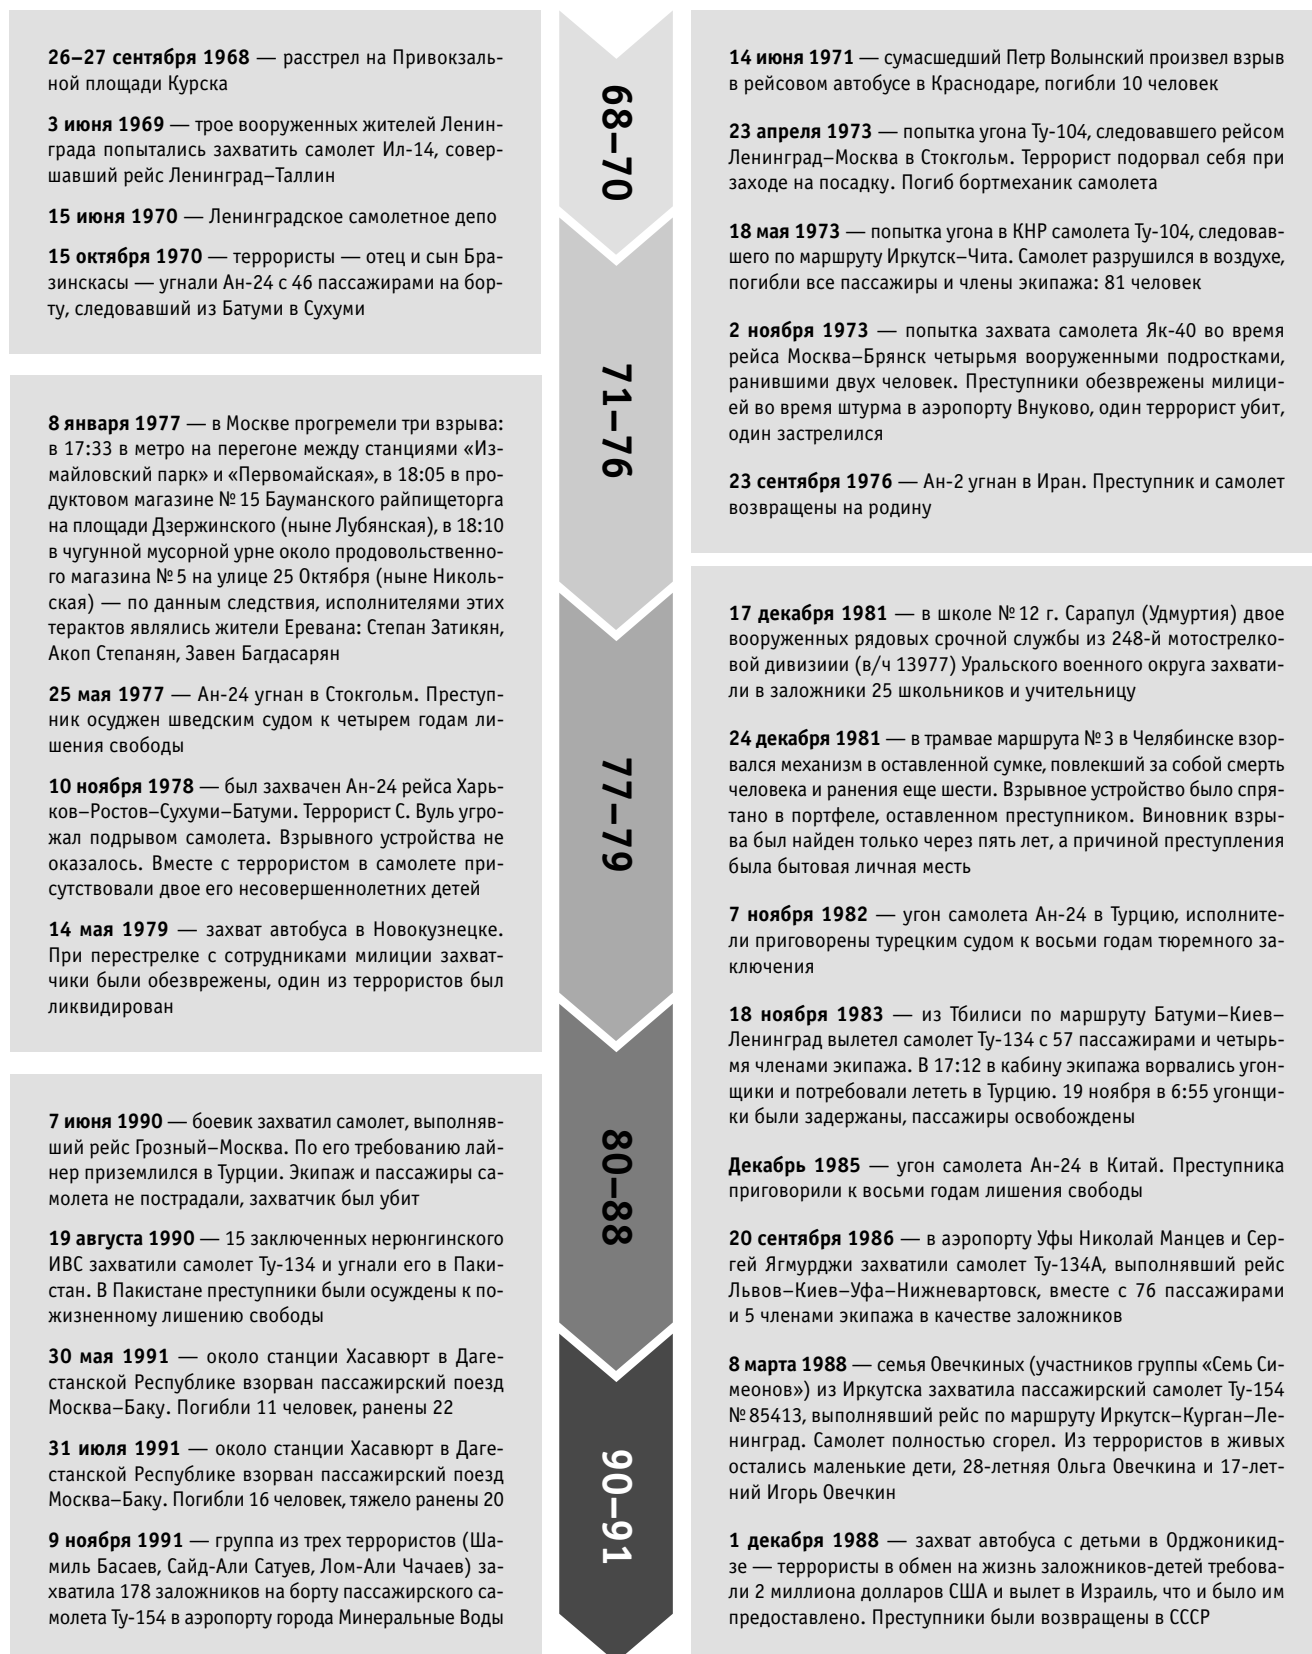 68–70
26–27 сентября 1968 — расстрел на Привокзаль-
ной площади Курска
3 июня 1969 — трое вооруженных жителей Ленин-
града попытались захватить самолет Ил-14, совер-
шавший рейс Ленинград–Таллин
15 июня 1970 — Ленинградское самолетное депо
15 октября 1970 — террористы — отец и сын Бра-
зинскасы — угнали Ан-24 с 46 пассажирами на бор-
ту, следовавший из Батуми в Сухуми
71–76
14 июня 1971 — сумасшедший Петр Волынский произвел взрыв
в рейсовом автобусе в Краснодаре, погибли 10 человек
23 апреля 1973 — попытка угона Ту-104, следовавшего рейсом
Ленинград–Москва в Стокгольм. Террорист подорвал себя при
заходе на посадку. Погиб бортмеханик самолета
18 мая 1973 — попытка угона в КНР самолета Ту-104, следовав-
шего по маршруту Иркутск–Чита. Самолет разрушился в воздухе,
погибли все пассажиры и члены экипажа: 81 человек
2 ноября 1973 — попытка захвата самолета Як-40 во время
рейса Москва–Брянск четырьмя вооруженными подростками,
ранившими двух человек. Преступники обезврежены милици-
ей во время штурма в аэропорту Внуково, один террорист убит,
один застрелился
23 сентября 1976 — Ан-2 угнан в Иран. Преступник и самолет
возвращены на родину
77–79
8 января 1977 — в Москве прогремели три взрыва:
в 17:33 в метро на перегоне между станциями «Из-
майловский парк» и «Первомайская», в 18:05 в про-
дуктовом магазине № 15 Бауманского райпищеторга
на площади Дзержинского (ныне Лубянская), в 18:10
в чугунной мусорной урне около продовольственно-
го магазина № 5 на улице 25 Октября (ныне Николь-
ская) — по данным следствия, исполнителями этих
терактов являлись жители Еревана: Степан Затикян,
Акоп Степанян, Завен Багдасарян
25 мая 1977 — Ан-24 угнан в Стокгольм. Преступ-
ник осужден шведским судом к четырем годам ли-
шения свободы
10 ноября 1978 — был захвачен Ан-24 рейса Харь-
ков–Ростов–Сухуми–Батуми. Террорист С. Вуль угро-
жал подрывом самолета. Взрывного устройства не
оказалось. Вместе с террористом в самолете при-
сутствовали двое его несовершеннолетних детей
14 мая 1979 — захват автобуса в Новокузнецке.
При перестрелке с сотрудниками милиции захват-
чики были обезврежены, один из террористов был
ликвидирован
80–88
17 декабря 1981 — в школе № 12 г. Сарапул (Удмуртия) двое
вооруженных рядовых срочной службы из 248-й мотострелко-
вой дивизиии (в/ч 13977) Уральского военного округа захвати-
ли в заложники 25 школьников и учительницу
24 декабря 1981 — в трамвае маршрута № 3 в Челябинске взор-
вался механизм в оставленной сумке, повлекший за собой смерть
человека и ранения еще шести. Взрывное устройство было спря-
тано в портфеле, оставленном преступником. Виновник взры-
ва был найден только через пять лет, а причиной преступления
была бытовая личная месть
7 ноября 1982 — угон самолета Ан-24 в Турцию, исполните-
ли приговорены турецким судом к восьми годам тюремного за-
ключения
18 ноября 1983 — из Тбилиси по маршруту Батуми–Киев–
Ленинград вылетел самолет Ту-134 с 57 пассажирами и четырь-
мя членами экипажа. В 17:12 в кабину экипажа ворвались угон-
щики и потребовали лететь в Турцию. 19 ноября в 6:55 угонщи-
ки были задержаны, пассажиры освобождены
Декабрь 1985 — угон самолета Ан-24 в Китай. Преступника
приговорили к восьми годам лишения свободы
20 сентября 1986 — в аэропорту Уфы Николай Манцев и Сер-
гей Ягмурджи захватили самолет Ту-134А, выполнявший рейс
Львов–Киев–Уфа–Нижневартовск, вместе с 76 пассажирами
и 5 членами экипажа в качестве заложников
8 марта 1988 — семья Овечкиных (участников группы «Семь Си-
меонов») из Иркутска захватила пассажирский самолет Ту-154
№ 85413, выполнявший рейс по маршруту Иркутск–Курган–Ле-
нинград. Самолет полностью сгорел. Из террористов в живых
остались маленькие дети, 28-летняя Ольга Овечкина и 17-лет-
ний Игорь Овечкин
1 декабря 1988 — захват автобуса с детьми в Орджоникид-
зе — террористы в обмен на жизнь заложников-детей требова-
ли 2 миллиона долларов США и вылет в Израиль, что и было им
предоставлено. Преступники были возвращены в СССР
90–91
7 июня 1990 — боевик захватил самолет, выполняв-
ший рейс Грозный–Москва. По его требованию лай-
нер приземлился в Турции. Экипаж и пассажиры са-
молета не пострадали, захватчик был убит
19 августа 1990 — 15 заключенных нерюнгинского
ИВС захватили самолет Ту-134 и угнали его в Паки-
стан. В Пакистане преступники были осуждены к по-
жизненному лишению свободы
30 мая 1991 — около станции Хасавюрт в Даге-
станской Республике взорван пассажирский поезд
Москва–Баку. Погибли 11 человек, ранены 22
31 июля 1991 — около станции Хасавюрт в Даге-
станской Республике взорван пассажирский поезд
Москва–Баку. Погибли 16 человек, тяжело ранены 20
9 ноября 1991 — группа из трех террористов (Ша-
миль Басаев, Сайд-Али Сатуев, Лом-Али Чачаев) за-
хватила 178 заложников на борту пассажирского са-
молета Ту-154 в аэропорту города Минеральные Воды